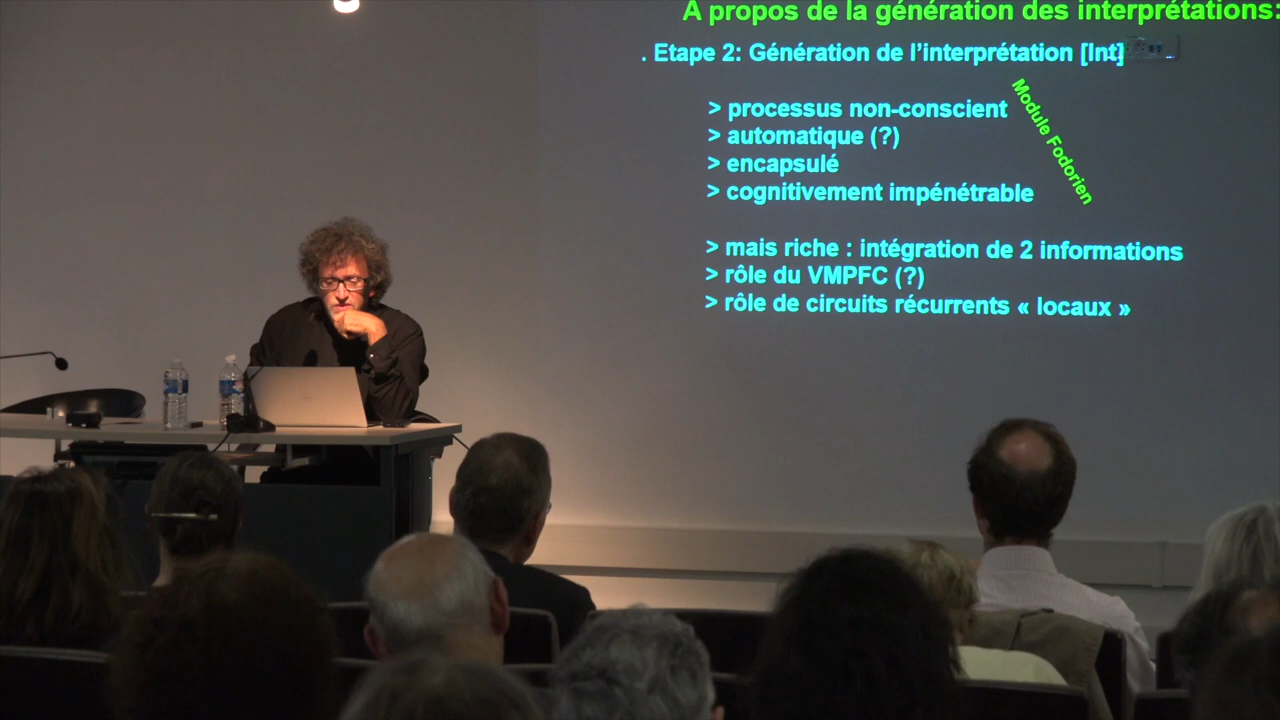 A propos de la génération des interprétations:
. Etape 2: Génération de l’interprétation [Int]
> processus non-conscient
> automatique (?)
> encapsulé
> cognitivement impénétrable
Module Fodorien
> mais riche : intégration de 2 informations
> rôle du VMPFC (?)
> rôle de circuits récurrents « locaux »